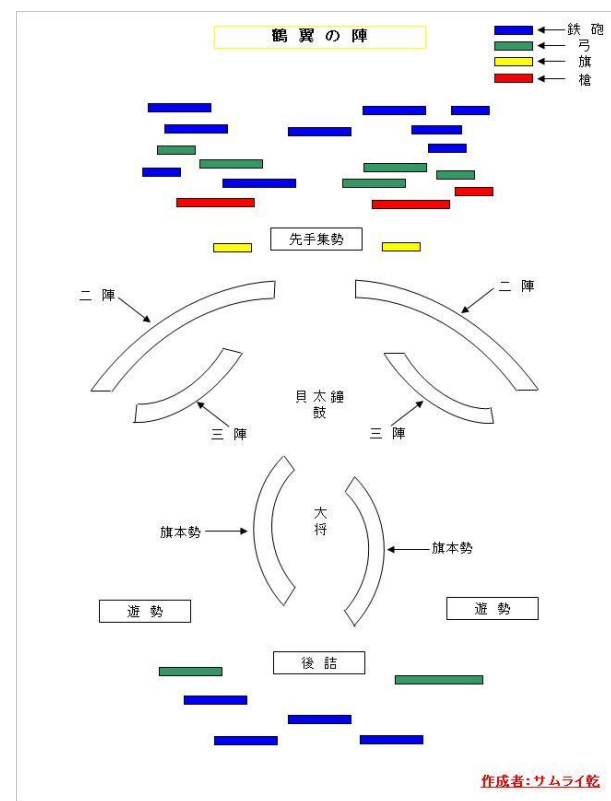 鶴翼の陣
鉄砲
弓
旗
槍
先手集勢
二陣
二陣
貝太鼓鐘
三陣
三陣
大将
旗本勢
旗本勢
遊勢
遊勢
後詰
作成者:サムライ乾